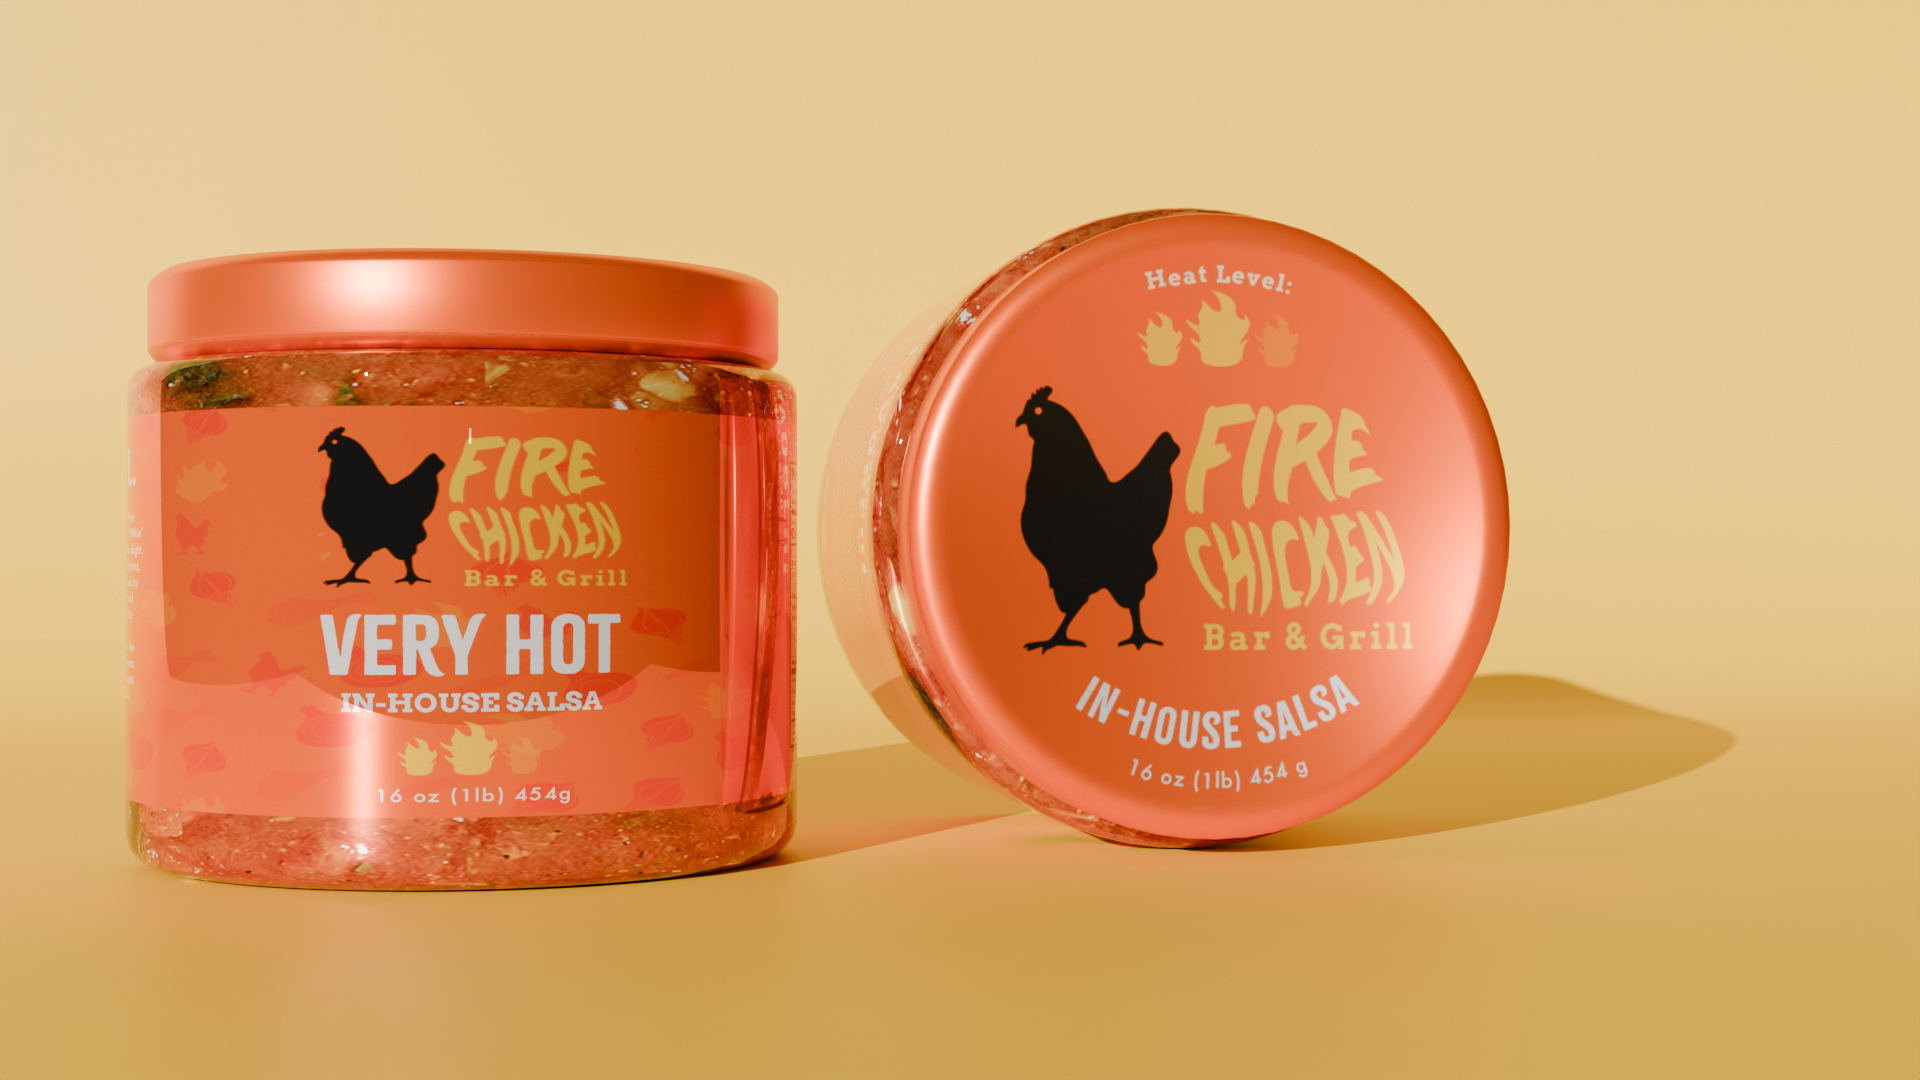 FIRE
CHICKEN
Bar & Grill
VERY HOT
IN-HOUSE SALSA
16 oz (1lb) 454g
Heat Level:
FIRE
CHICKEN
Bar & Grill
IN-HOUSE SALSA
16 oz (1lb) 454 g